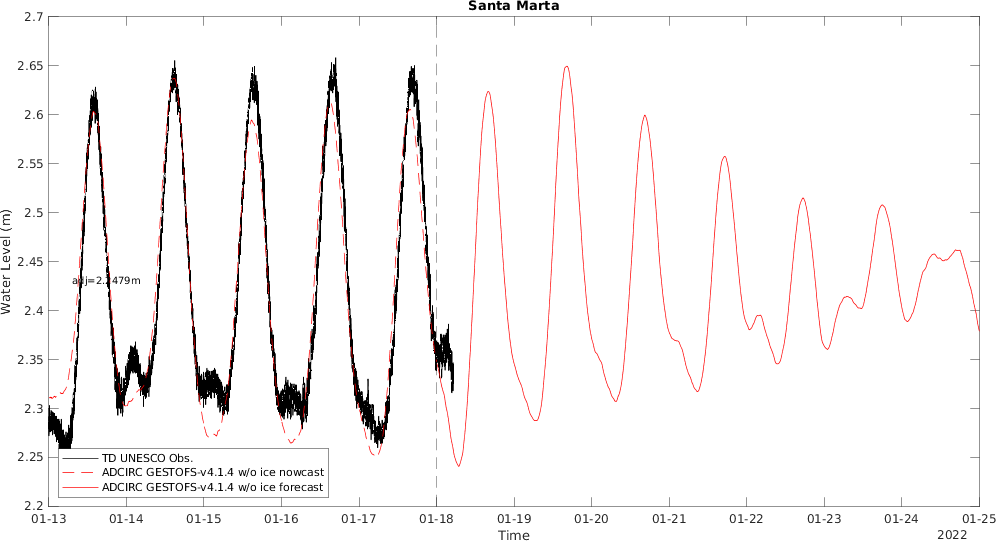 Santa Marta
Water Level (m)
2.7
2.65
2.6
2.55
2.5
2.45
2.4
2.35
2.3
2.25
2.2
TD UNESCO Obs.
ADCIRC GESTOFS-v4.1.4 w/o ice nowcast
ADCIRC GESTOFS-v4.1.4 w/o ice forecast
01-13 01-14 01-15 01-16 01-17 01-18 01-19 01-20 01-21 01-22 01-23 01-24 01-25
Time
2022